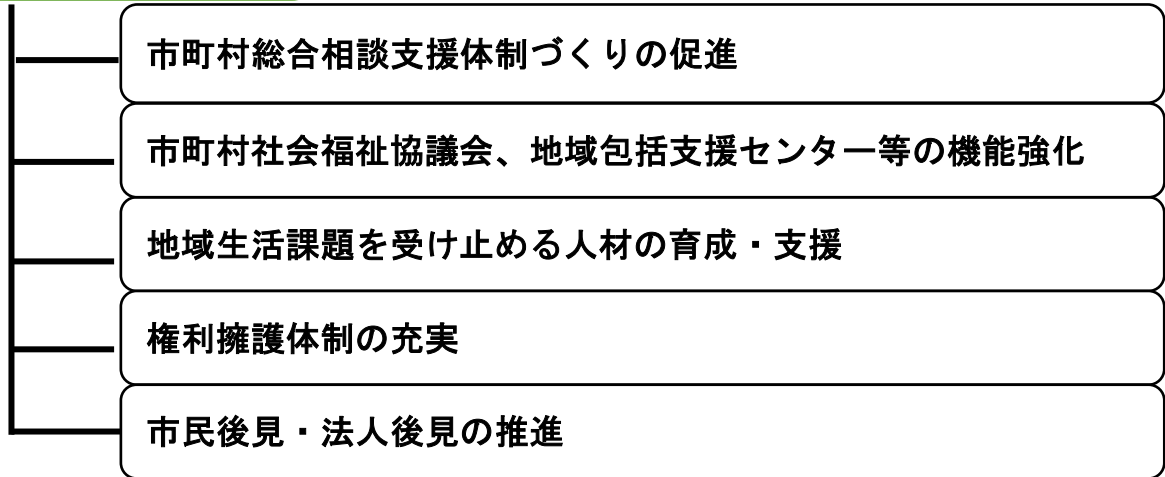 市町村総合相談支援体制づくりの促進
市町村社会福祉協議会、地域包括支援センター等の機能強化
地域生活課題を受け止める人材の育成・支援
権利擁護体制の充実
市民後見・法人後見の推進